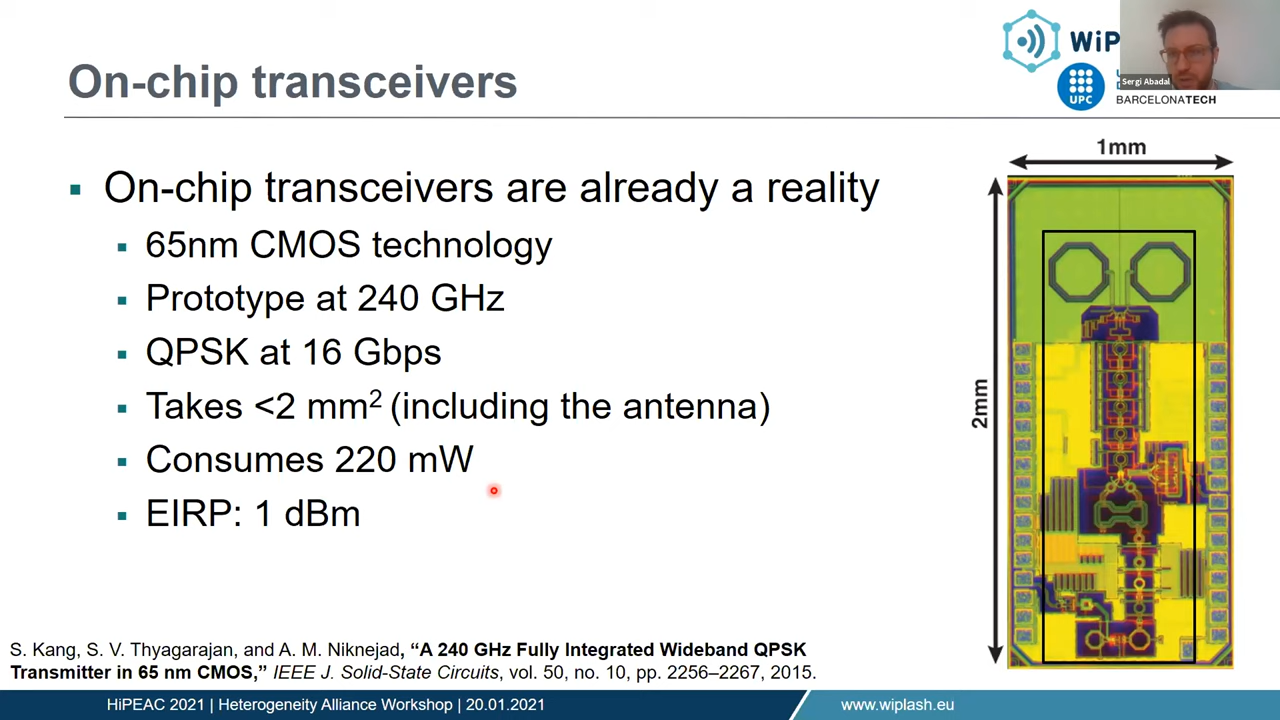 On-chip transceivers
WiP
Sergi Abadal
UPC
BARCELONATECH
On-chip transceivers are already a reality
65nm CMOS technology
Prototype at 240 GHz
QPSK at 16 Gbps
Takes <2 mm² (including the antenna)
Consumes 220 mW
EIRP: 1 dBm
1mm
2mm
S. Kang, S. V. Thyagarajan, and A. M. Niknejad, “A 240 GHz Fully Integrated Wideband QPSK
Transmitter in 65 nm CMOS,” IEEE J. Solid-State Circuits, vol. 50, no. 10, pp. 2256–2267, 2015.
HiPEAC 2021 | Heterogeneity Alliance Workshop | 20.01.2021
www.wiplash.eu